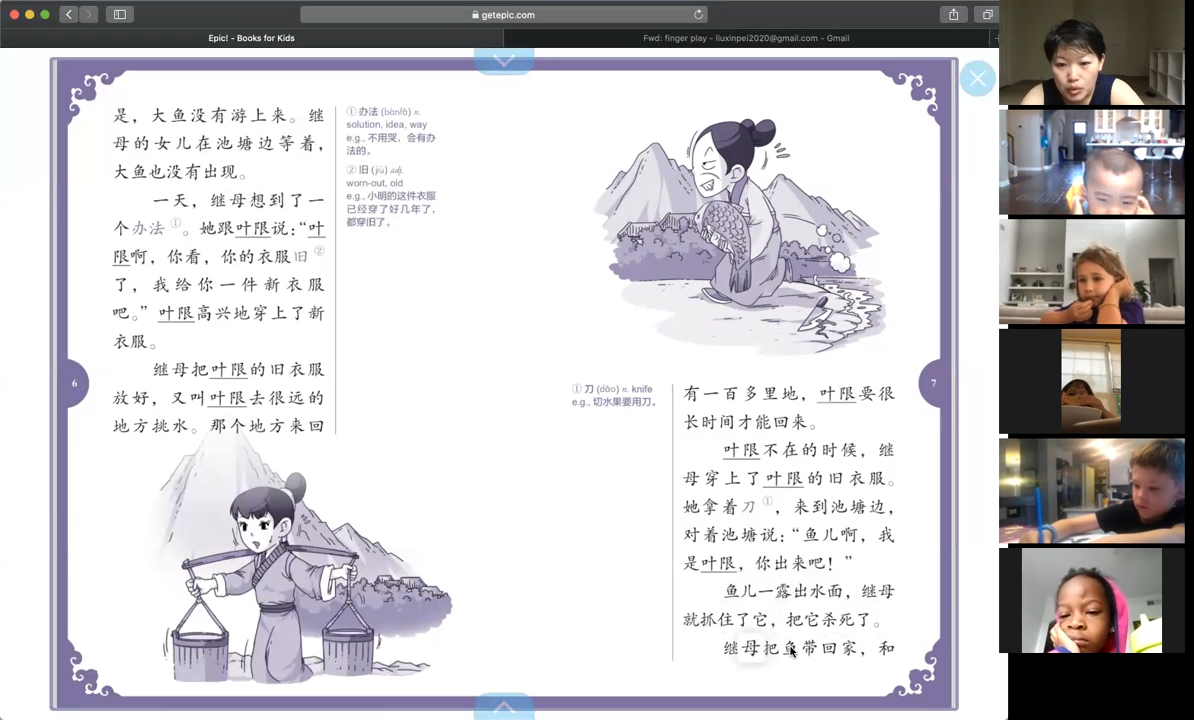 getepic.com
Epic! - Books for Kids
Fwd: finger play - liuxinpei2020@gmail.com - Gmail
是，大鱼没有游上来。继
母的女儿在池塘边等着，
大鱼也没有出现。
一天，继母想到了一
个办法①。她跟叶限说：“叶
限啊，你看，你的衣服旧②
了，我给你一件新衣服
吧。”叶限高兴地穿上了新
衣服。
继母把叶限的旧衣服
放好，又叫叶限去很远的
地方挑水。那个地方来回
①办法 (bànfǎ) n.
solution, idea, way
e.g., 不用哭，会有办
法的。
②旧 (jù) adj.
worn-out, old
e.g., 小明的这件衣服
已经穿了好几年了，
都穿旧了。
6
7
①刀 (dāo) n. knife
e.g., 切水果要用刀。
有一百多里地，叶限要很
长时间才能回来。
叶限不在的时候，继
母穿上了叶限的旧衣服。
她拿着刀①，来到池塘边，
对着池塘说：“鱼儿啊，我
是叶限，你出来吧！”
鱼儿一露出水面，继母
就抓住了它，把它杀死了。
继母把鱼带回家，和